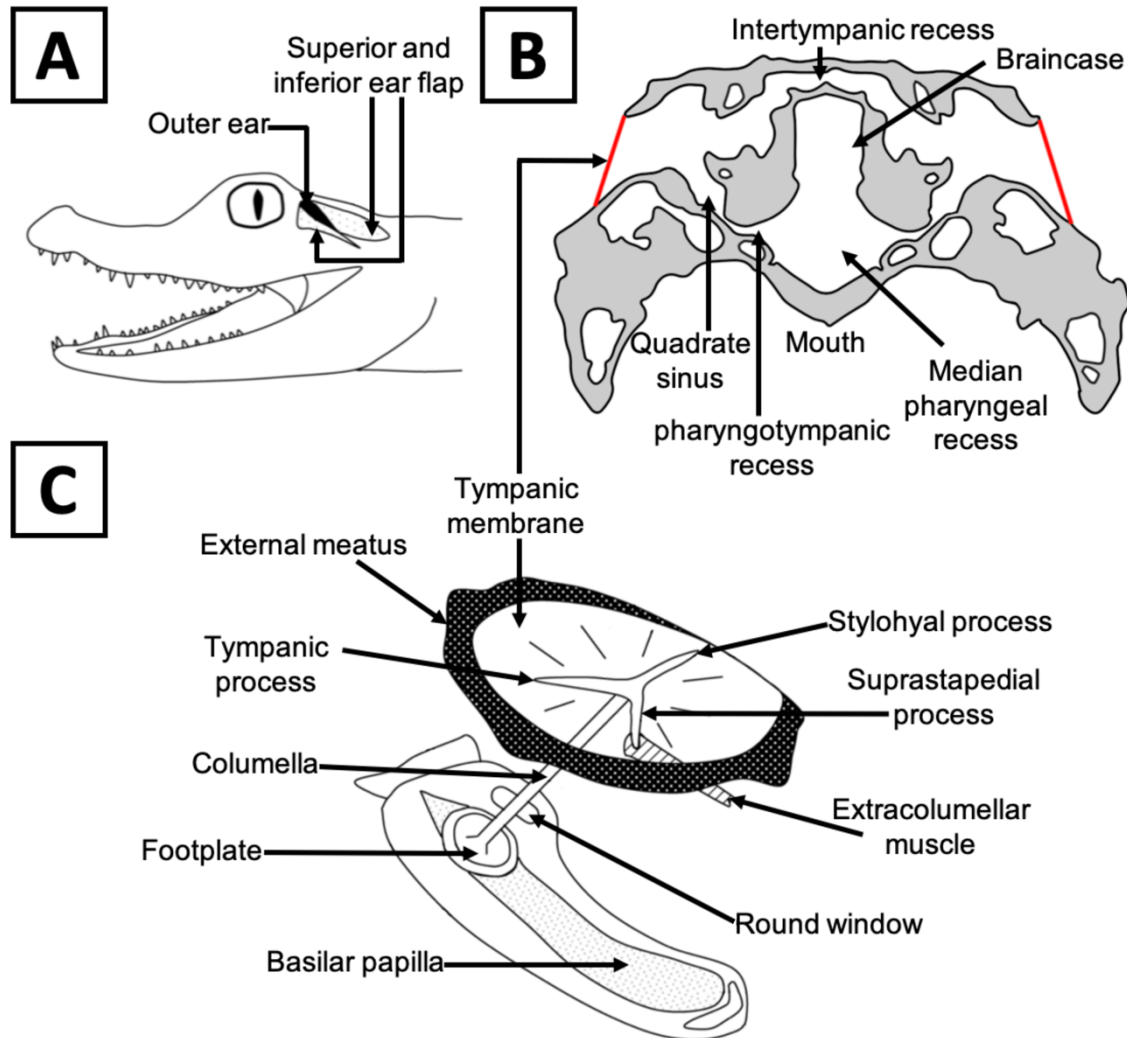 A
Superior and
inferior ear flap
Outer ear
B
Intertympanic recess
Braincase
Quadrate
sinus
Mouth
Median
pharyngeal
recess
pharyngotympanic
recess
C
Tympanic
membrane
External meatus
Stylohyal process
Tympanic
process
Suprastapedial
process
Columella
Extracolumellar
muscle
Footplate
Round window
Basilar papilla